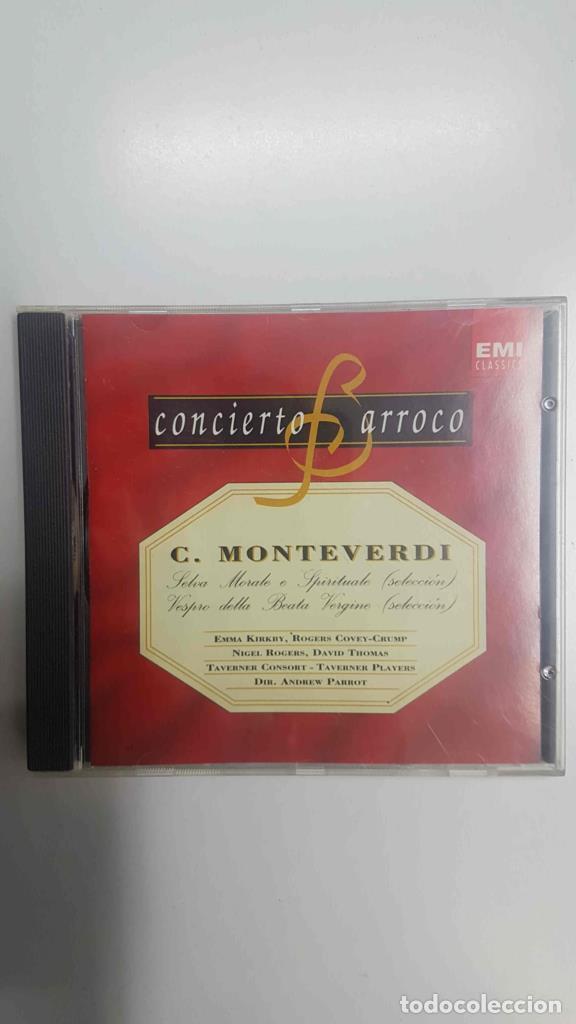 EMI
CLASSICS
concierto Barroco
C. MONTEVERDI
Selva Morale e Spirituale (selección)
Vespro della Beata Vergine (selección)
EMMA KIRKBY, ROGERS COVEY-CRUMP
NIGEL ROGERS, DAVID THOMAS
TAVERNER CONSORT - TAVERNER PLAYERS
DIR. ANDREW PARROT
todocoleccion